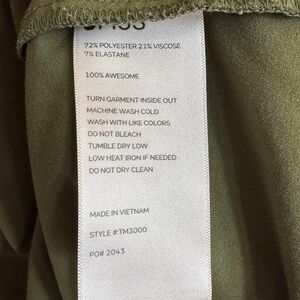 72% POLYESTER 21% VISCOSE
7% ELASTANE
100% AWESOME
TURN GARMENT INSIDE OUT
MACHINE WASH COLD
WASH WITH LIKE COLORS
DO NOT BLEACH
TUMBLE DRY LOW
LOW HEAT IRON IF NEEDED
DO NOT DRY CLEAN
MADE IN VIETNAM
STYLE #:TM3000
PO# 2043